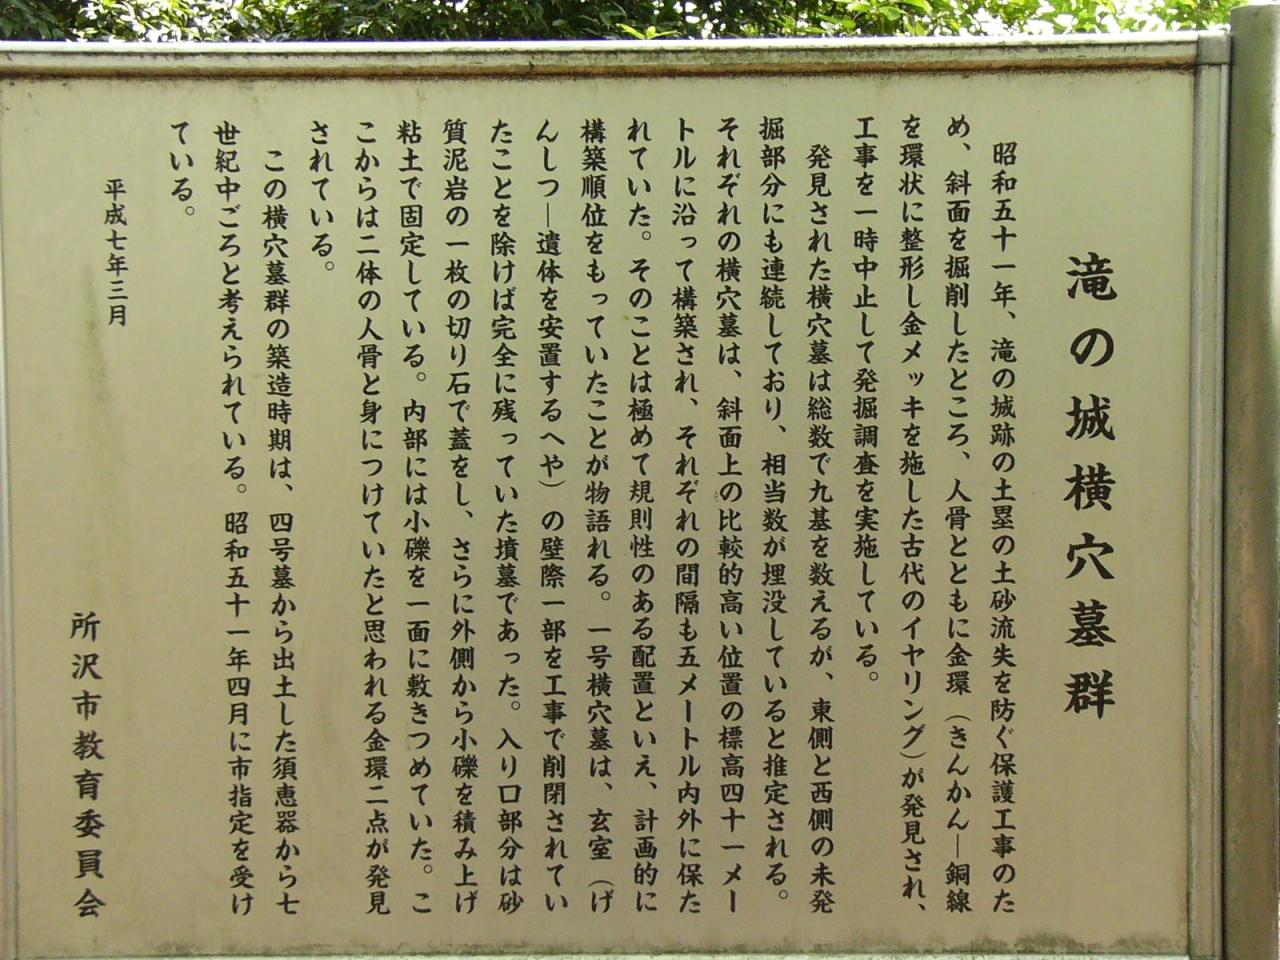 滝の城横穴墓群
昭和五十一年、滝の城跡の土塁の土砂流失を防ぐ保護工事のた
め、斜面を掘削したところ、人骨とともに金環（きんかん―銅線
を環状に整形し金メッキを施した古代のイヤリング）が発見され、
工事を一時中止して発掘調査を実施している。
発見された横穴墓は総数で九基を数えるが、東側と西側の未発
掘部分にも連続しており、相当数が埋没していると推定される。
それぞれの横穴墓は、斜面上の比較的高い位置の標高四十一メー
トルに沿って構築され、それぞれの間隔も五メートル内外に保た
れていた。そのことは極めて規則性のある配置といえ、計画的に
構築順位をもっていたことが物語れる。一号横穴墓は、玄室（げ
んしつ―遺体を安置するへや）の壁際一部を工事で削閉されてい
たことを除けば完全に残っていた墳墓であった。入り口部分は砂
質泥岩の一枚の切り石で蓋をし、さらに外側から小礫を積み上げ
粘土で固定している。内部には小礫を一面に敷きつめていた。こ
こからは二体の人骨と身につけていたと思われる金環二点が発見
されている。
この横穴墓群の築造時期は、四号墓から出土した須恵器から七
世紀中ごろと考えられている。昭和五十一年四月に市指定を受け
ている。
平成七年三月
所沢市教育委員会